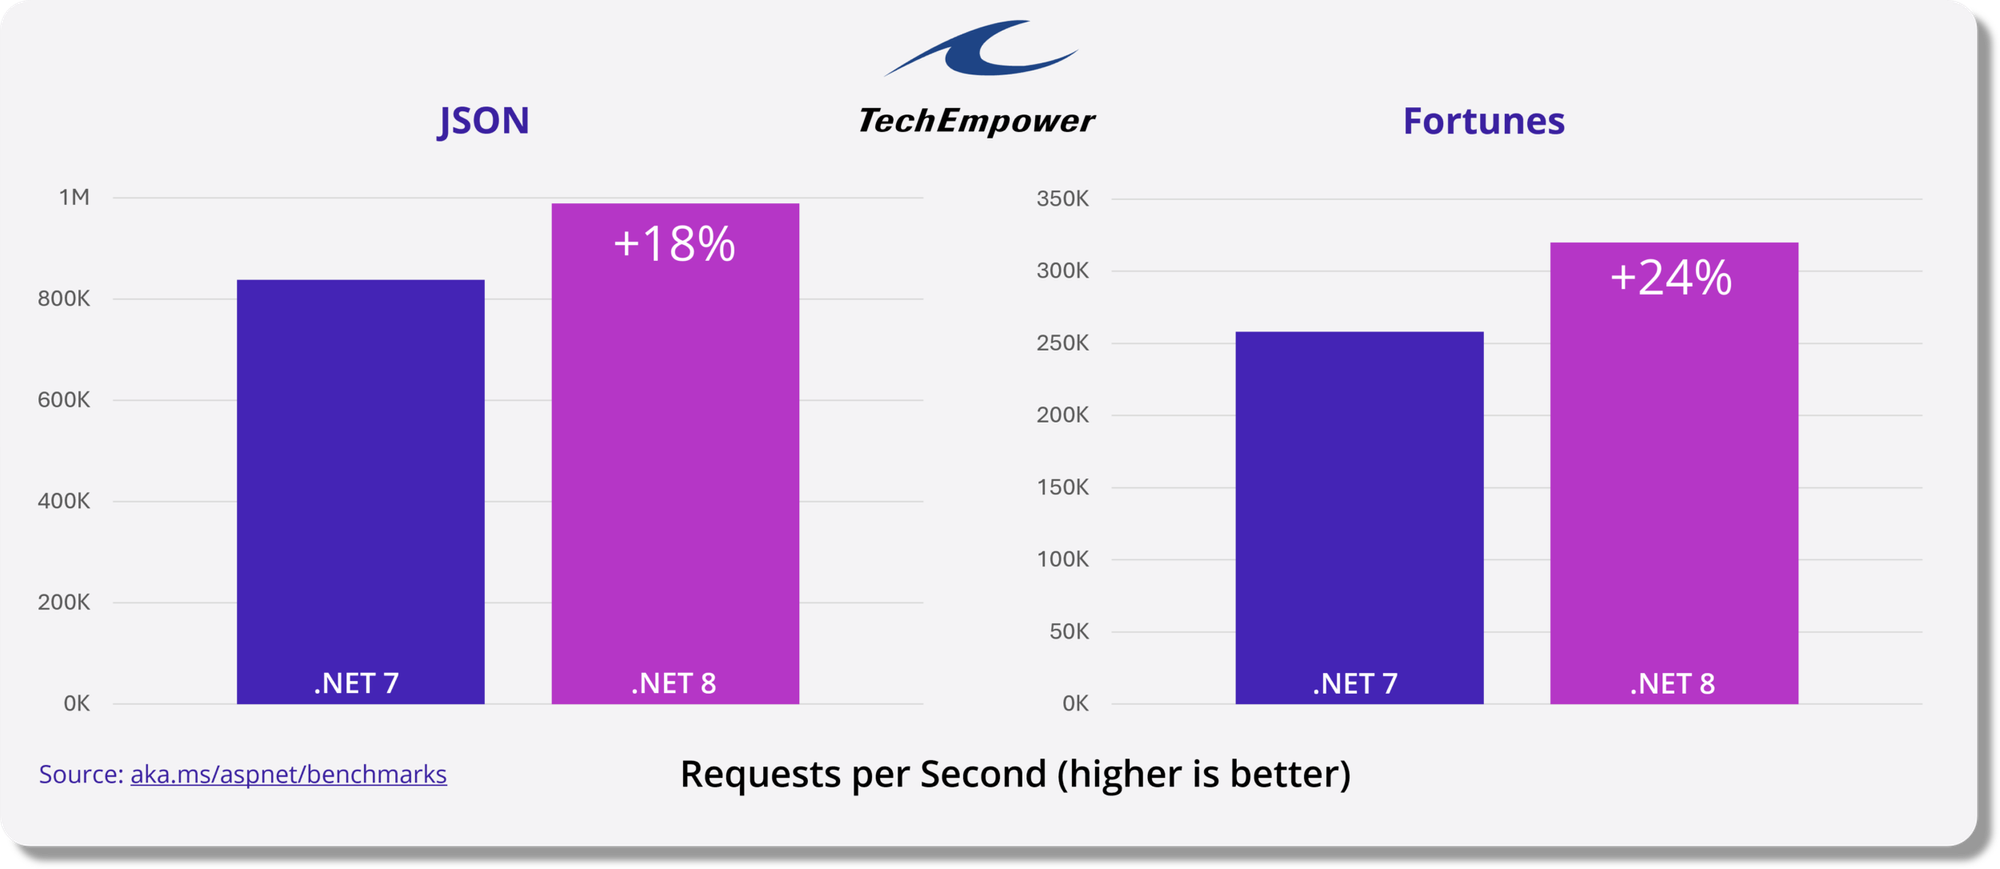 TechEmpower
JSON
1M
800K
600K
400K
200K
0K
+18%
.NET 7
.NET 8
Fortunes
350K
300K
250K
200K
150K
100K
50K
0K
+24%
.NET 7
.NET 8
Source: aka.ms/aspnet/benchmarks
Requests per Second (higher is better)